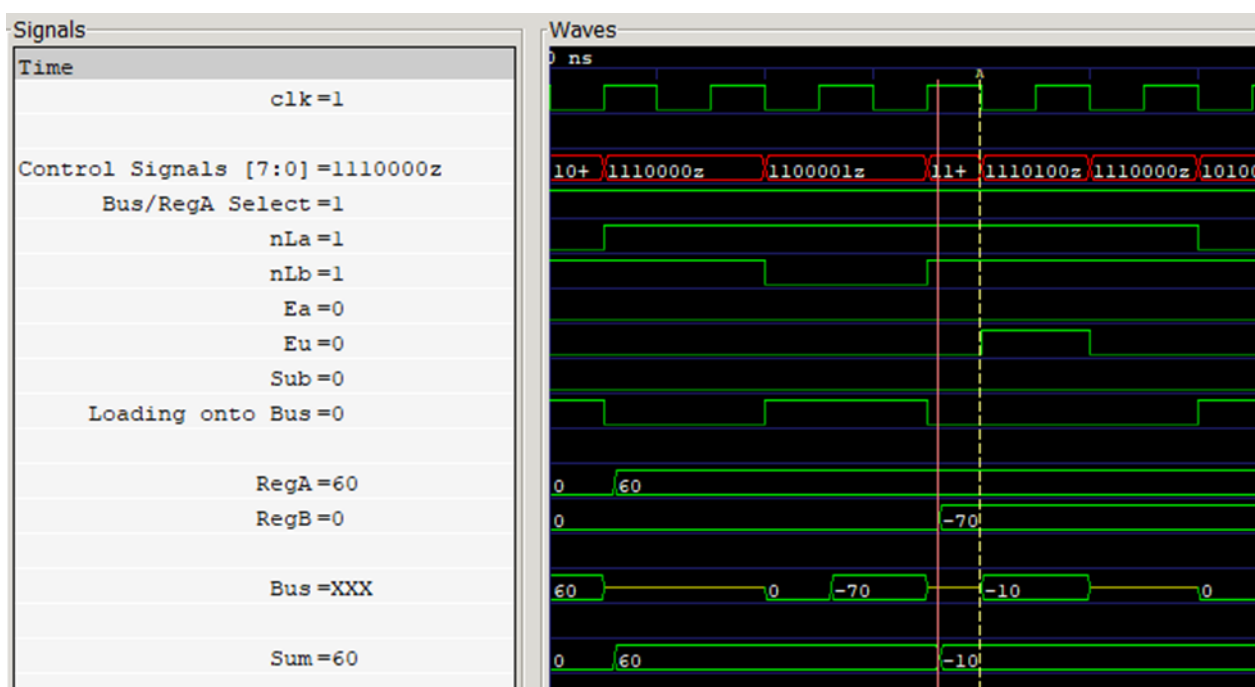 Signals
Waves
Time
0 ns
A
clk=1
Control Signals [7:0]=1110000z
10+ 1110000z 1100001z 11+ 1110100z 1110000z 10100
Bus/RegA Select=1
nLa=1
nLb=1
Ea=0
Eu=0
Sub=0
Loading onto Bus=0
RegA=60
0 60
RegB=0
0 -70
Bus=XXX
60 0 -70 -10 0
Sum=60
0 60 -10